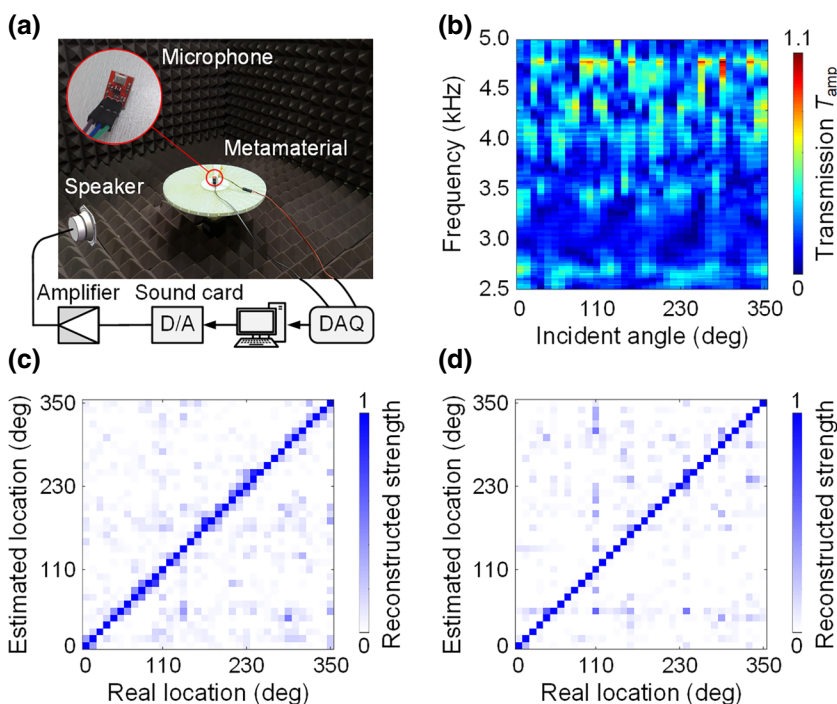 (a)
Microphone
Metamaterial
Speaker
Amplifier
Sound card
D/A
DAQ
(b)
5.0
4.5
4.0
3.5
3.0
2.5
Frequency (kHz)
0 110 230 350
Incident angle (deg)
1.1
0
Transmission Tamp
(c)
350
230
110
0
Estimated location (deg)
0 110 230 350
Real location (deg)
1
0
Reconstructed strength
(d)
350
230
110
0
Estimated location (deg)
0 110 230 350
Real location (deg)
1
0
Reconstructed strength